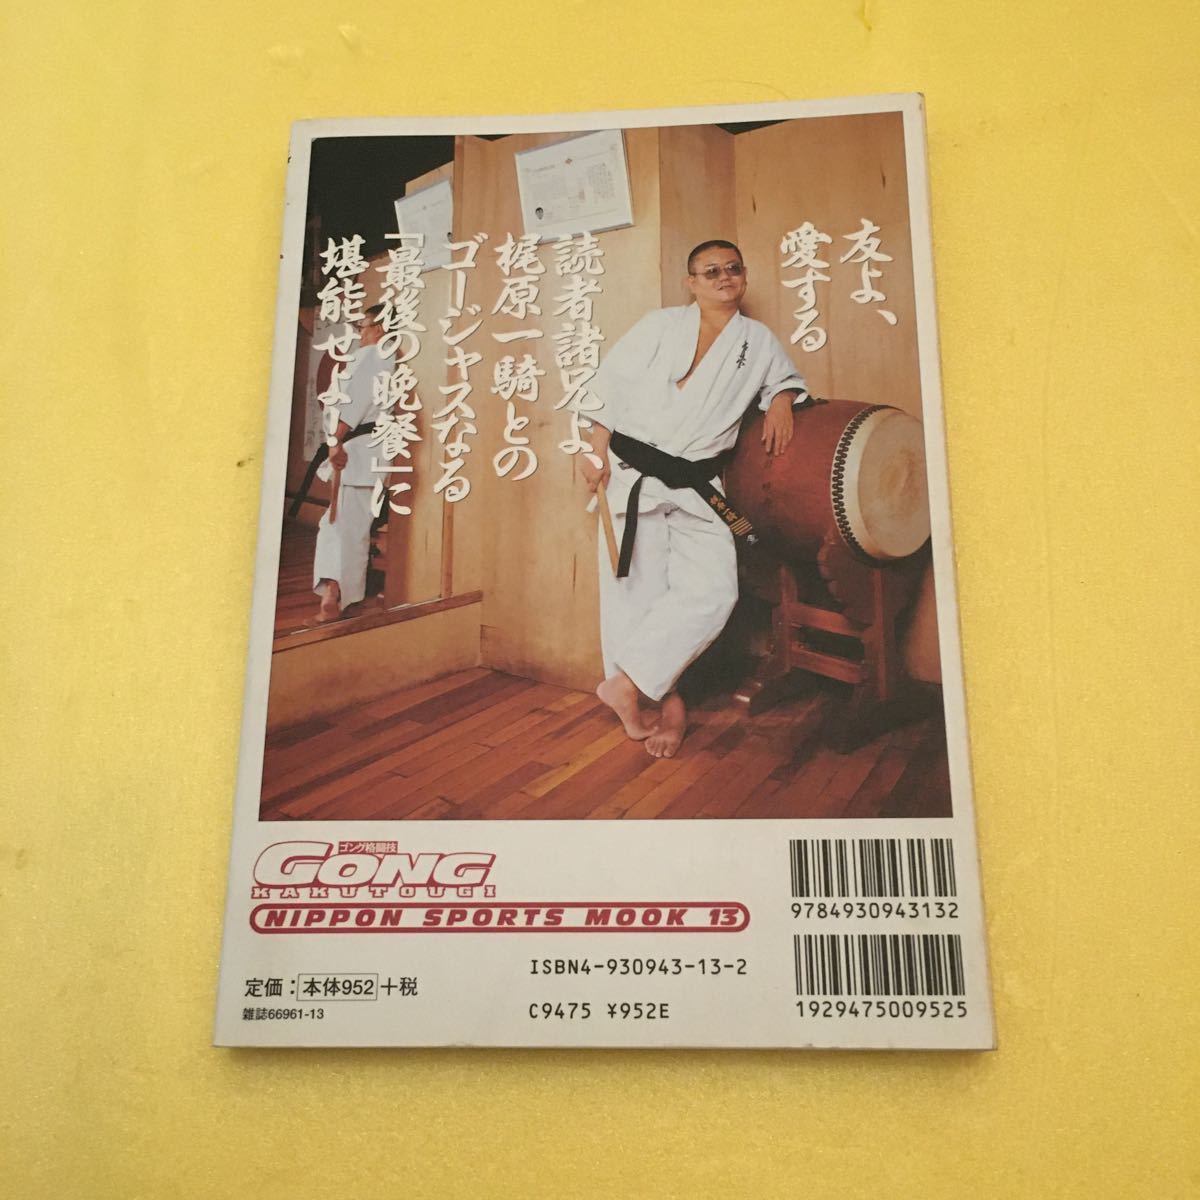 友よ、
愛する
読者諸兄よ、
梶原一騎との
ゴージャスなる
「最後の晩餐」に
堪能せよ!
ゴング格闘技
GONG
KAKUTOUGI
NIPPON SPORTS MOOK 13
9784930943132
ISBN4-930943-13-2
定価:本体952+税
雑誌66961-13
C9475 ¥952E
1929475009525